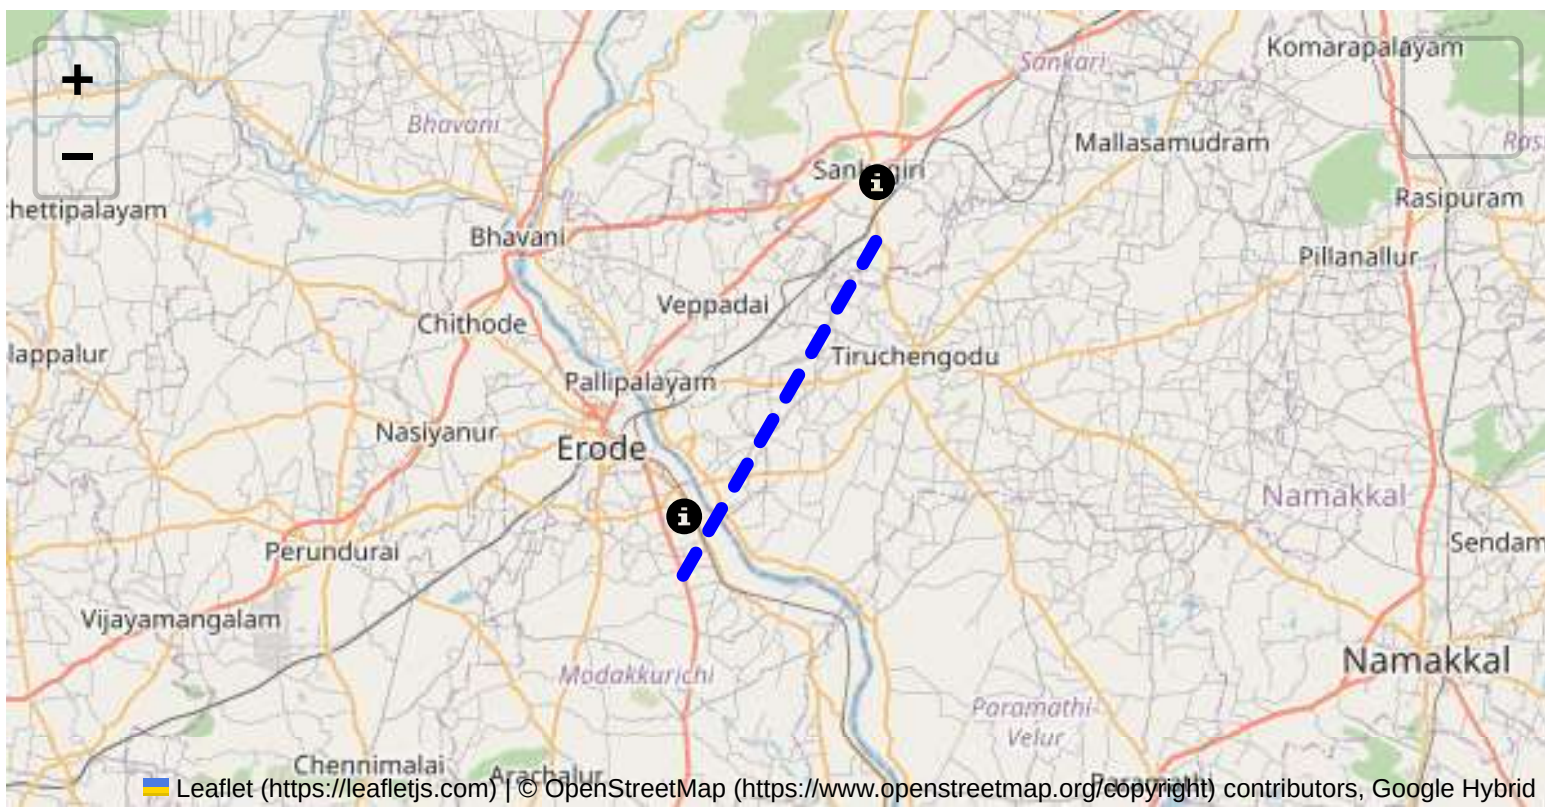 Komarapalayam
Sankari
+
Bhavani
Mallasamudram
−
Sankagiri
Rasipuram
hettipalayam
Bhavani
Pillanallur
Veppadai
Chithode
lappalur
Tiruchengodu
Pallipalayam
Nasiyanur
Erode
Namakkal
Perundurai
Sendam
Vijayamangalam
Namakkal
Modakkurichi
Paramathi-
Velur
Chennimalai
Arachalur
Leaflet (https://leafletjs.com) | © OpenStreetMap (https://www.openstreetmap.org/copyright) contributors, Google Hybrid